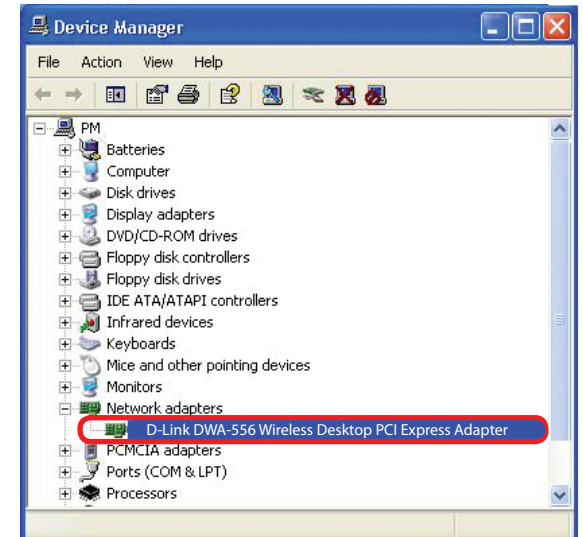 Device Manager
File Action View Help
PM
Batteries
Computer
Disk drives
Display adapters
DVD/CD-ROM drives
Floppy disk controllers
Floppy disk drives
IDE ATA/ATAPI controllers
Infrared devices
Keyboards
Mice and other pointing devices
Monitors
Network adapters
D-Link DWA-556 Wireless Desktop PCI Express Adapter
PCMCIA adapters
Ports (COM & LPT)
Processors